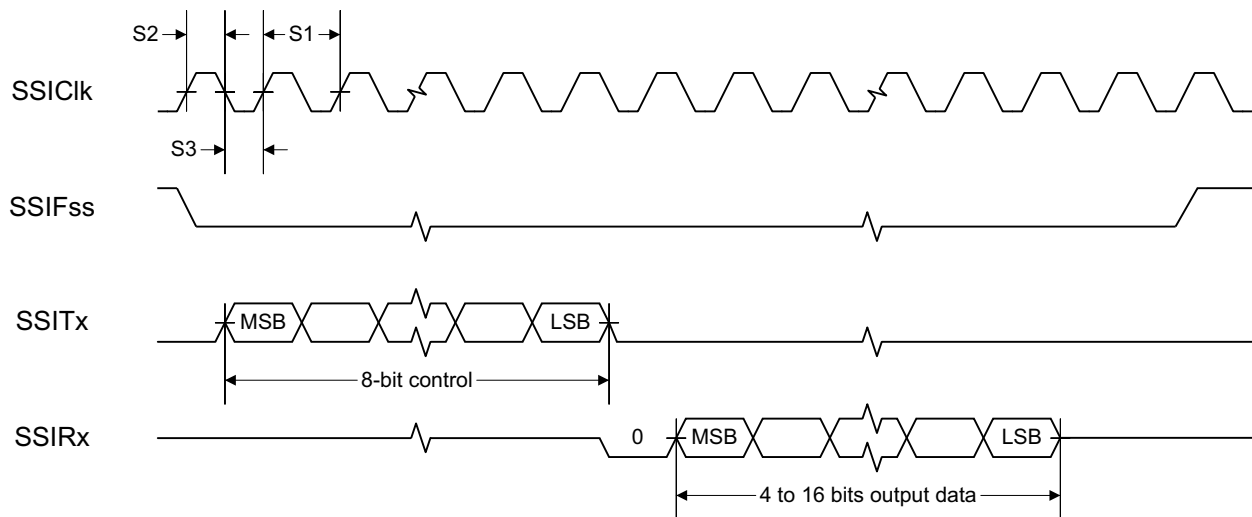 S2
S1
SSIClk
S3
SSIFss
SSITx
MSB
LSB
8-bit control
SSIRx
0
MSB
LSB
4 to 16 bits output data